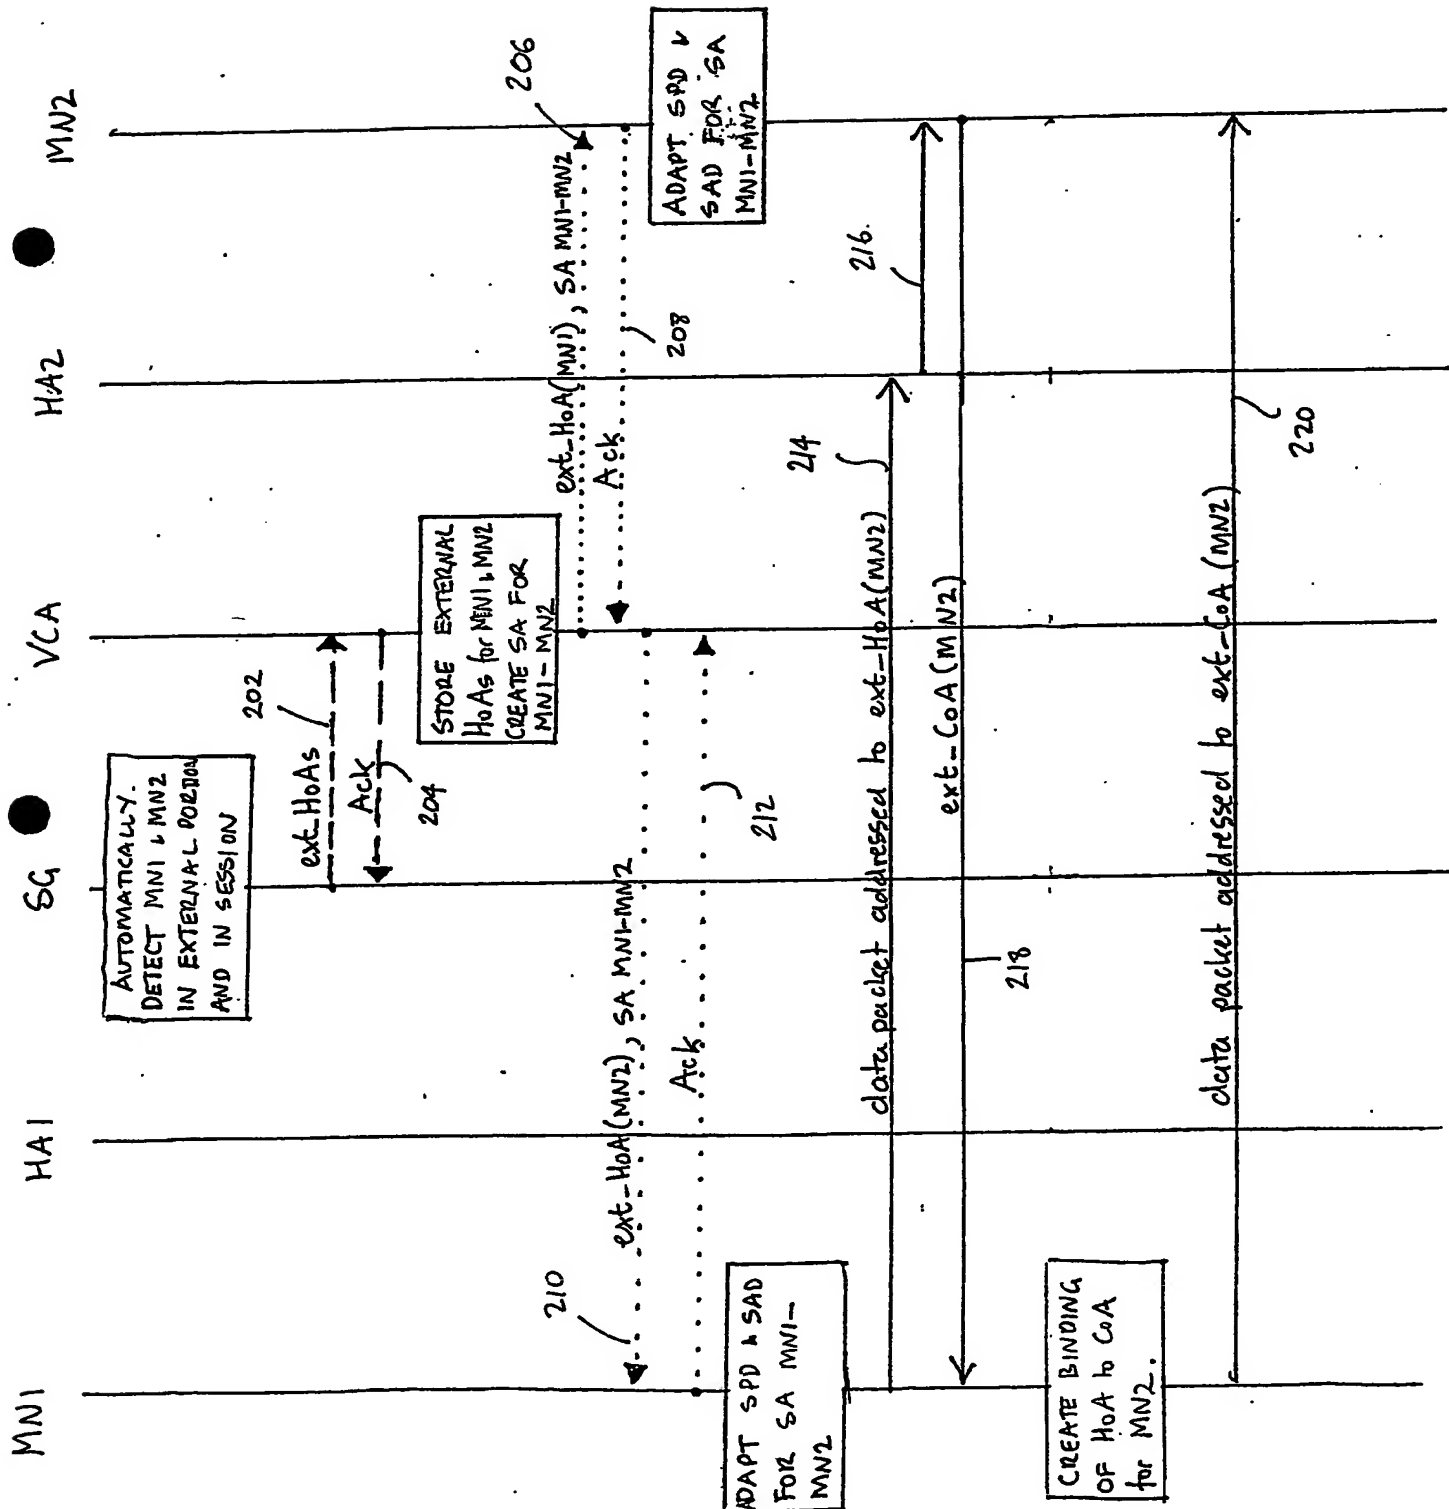 MN1
HA1
SG
VCA
HA2
MN2
AUTOMATICALLY.
DETECT MN1 & MN2
IN EXTERNAL PORTION
AND IN SESSION
ext_HoAs
202
Ack
204
STORE EXTERNAL
HoAs for MN1 & MN2
CREATE SA FOR
MN1-MN2
ext_HoA(MN1), SA MN1-MN2
206
Ack
208
ADAPT SPD &
SAD FOR SA
MN1-MN2
210
ext_HoA(MN2), SA MN1-MN2
Ack
212
ADAPT SPD & SAD
FOR SA MN1-
MN2
data packet addressed to ext_HoA(MN2)
214
216.
ext_CoA(MN2)
218
CREATE BINDING
OF HoA to CoA
for MN2.
data packet addressed to ext_CoA(MN2)
220